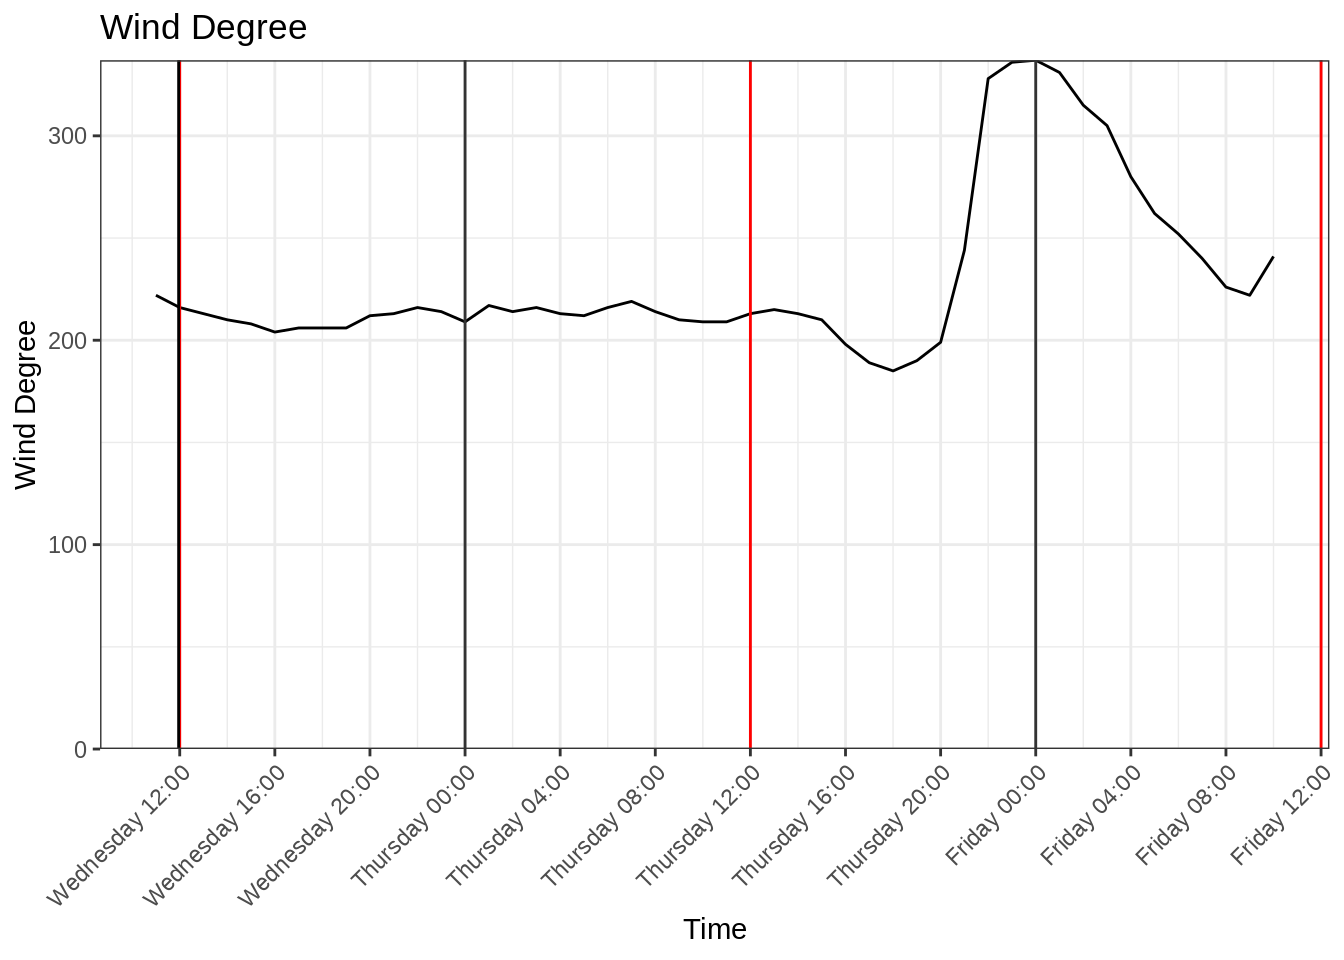 Wind Degree
Wind Degree
300
200
100
0
Wednesday 12:00
Wednesday 16:00
Wednesday 20:00
Thursday 00:00
Thursday 04:00
Thursday 08:00
Thursday 12:00
Thursday 16:00
Thursday 20:00
Friday 00:00
Friday 04:00
Friday 08:00
Friday 12:00
Time